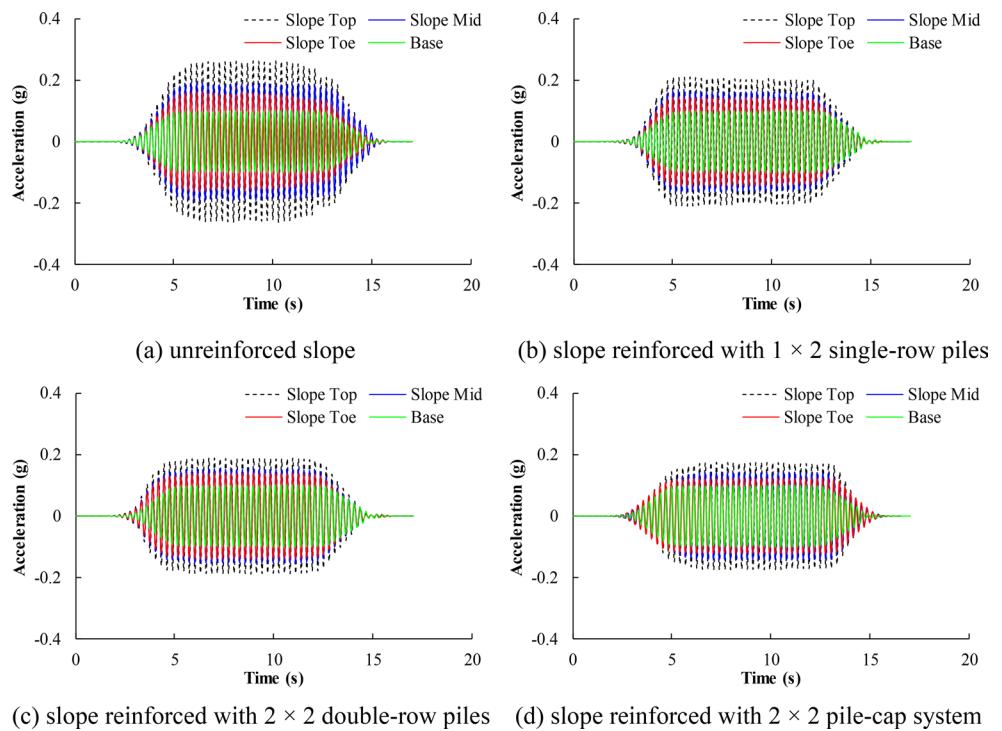 0.4
0.2
0
-0.2
-0.4
Acceleration (g)
Slope Top
Slope Mid
Slope Toe
Base
0
5
10
15
20
Time (s)
(a) unreinforced slope
0.4
0.2
0
-0.2
-0.4
Acceleration (g)
Slope Top
Slope Mid
Slope Toe
Base
0
5
10
15
20
Time (s)
(b) slope reinforced with 1 × 2 single-row piles
0.4
0.2
0
-0.2
-0.4
Acceleration (g)
Slope Top
Slope Mid
Slope Toe
Base
0
5
10
15
20
Time (s)
(c) slope reinforced with 2 × 2 double-row piles
0.4
0.2
0
-0.2
-0.4
Acceleration (g)
Slope Top
Slope Mid
Slope Toe
Base
0
5
10
15
20
Time (s)
(d) slope reinforced with 2 × 2 pile-cap system